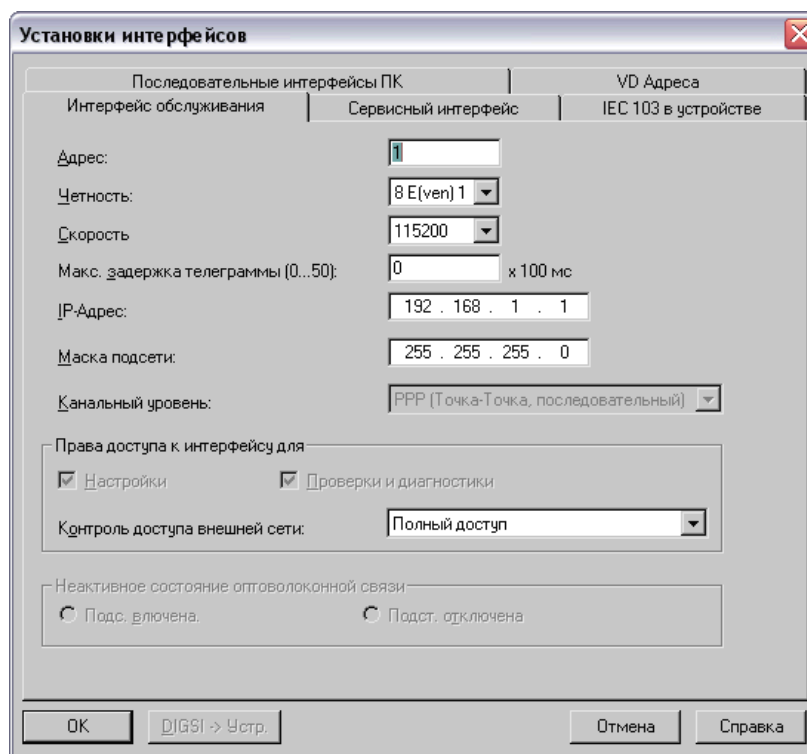 Установки интерфейсов
Последовательные интерфейсы ПК
VD Адреса
Интерфейс обслуживания
Сервисный интерфейс
IEC 103 в устройстве
Адрес:
1
Четность:
8 E(ven) 1
Скорость
115200
Макс. задержка телеграммы (0...50):
0
x 100 мс
IP-Адрес:
192 . 168 . 1 . 1
Маска подсети:
255 . 255 . 255 . 0
Канальный уровень:
PPP (Точка-Точка, последовательный)
Права доступа к интерфейсу для
Настройки
Проверки и диагностики
Контроль доступа внешней сети:
Полный доступ
Неактивное состояние оптоволоконной связи
Подс. влючена.
Подст. отключена
OK
DIGSI -> Устр.
Отмена
Справка